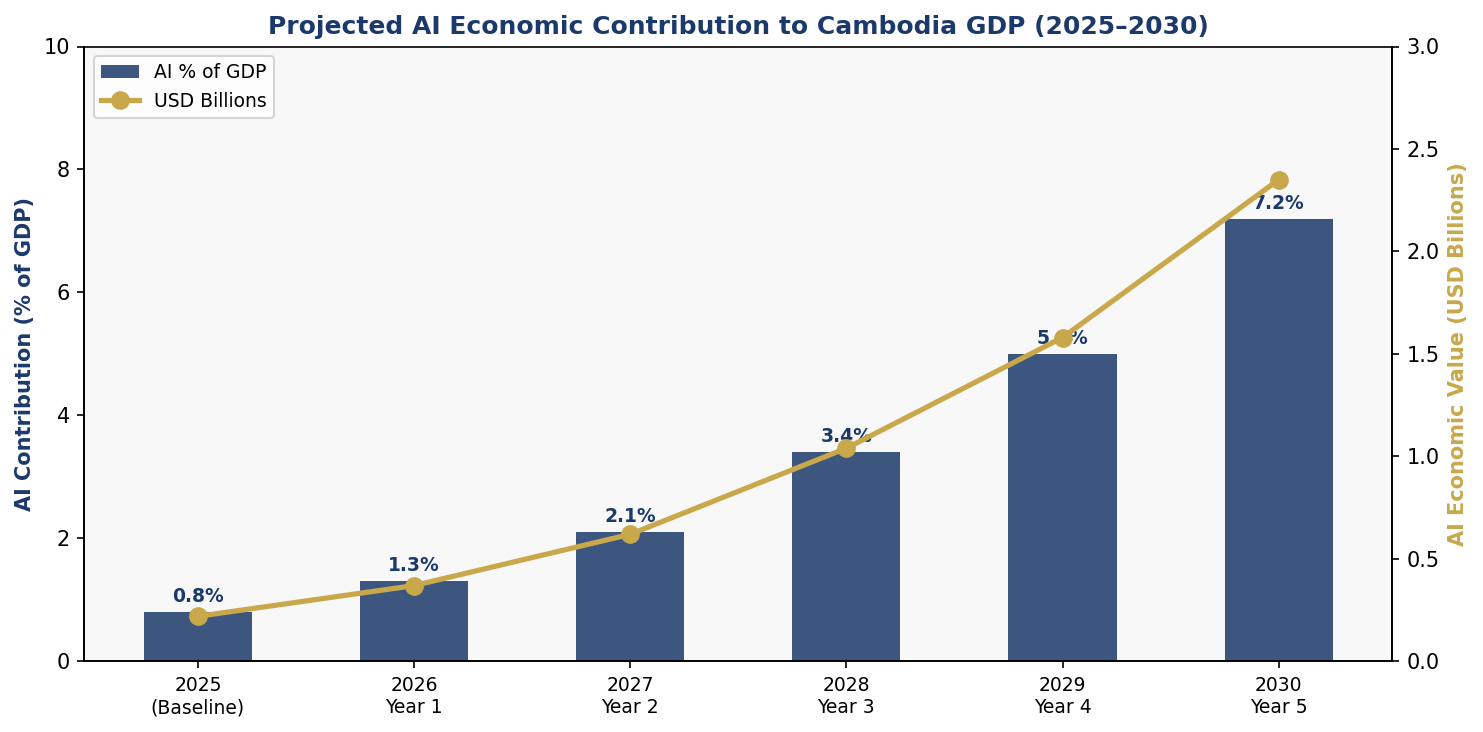 Projected AI Economic Contribution to Cambodia GDP (2025–2030)
AI % of GDP
USD Billions
AI Contribution (% of GDP)
10
8
6
4
2
0
AI Economic Value (USD Billions)
3.0
2.5
2.0
1.5
1.0
0.5
0.0
0.8%
1.3%
2.1%
3.4%
7.2%
2025
(Baseline)
2026
Year 1
2027
Year 2
2028
Year 3
2029
Year 4
2030
Year 5